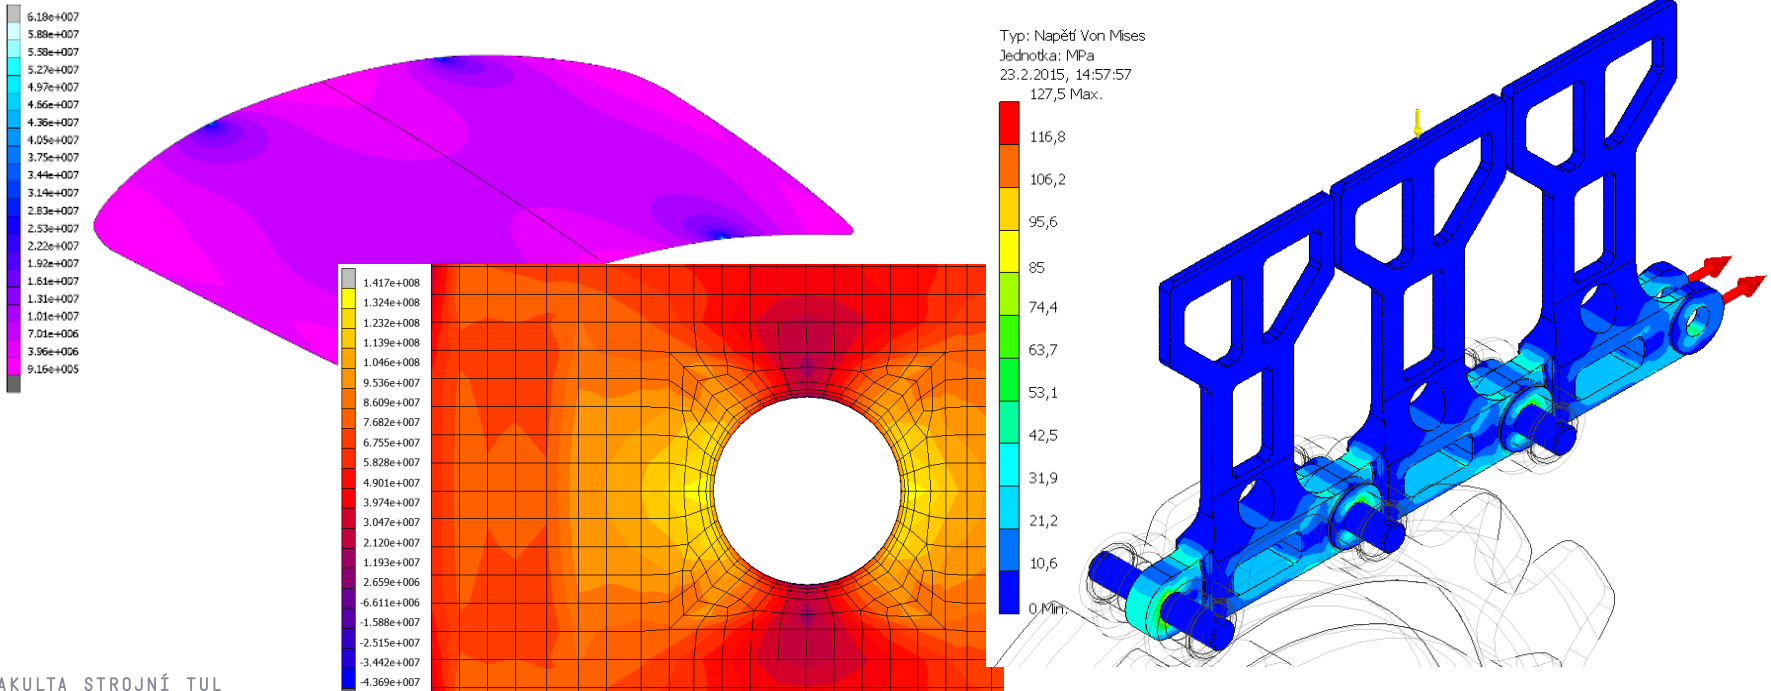 6.18e+007
5.88e+007
5.58e+007
5.27e+007
4.97e+007
4.66e+007
4.36e+007
4.05e+007
3.75e+007
3.44e+007
3.14e+007
2.83e+007
2.53e+007
2.22e+007
1.92e+007
1.61e+007
1.31e+007
1.01e+007
7.01e+006
3.96e+006
9.16e+005
1.417e+008
1.324e+008
1.232e+008
1.139e+008
1.046e+008
9.536e+007
8.609e+007
7.682e+007
6.755e+007
5.828e+007
4.901e+007
3.974e+007
3.047e+007
2.120e+007
1.193e+007
2.659e+006
-6.611e+006
-1.588e+007
-2.515e+007
-3.442e+007
-4.369e+007
Typ: Napětí Von Mises
Jednotka: MPa
23.2.2015, 14:57:57
127,5 Max.
116,8
106,2
95,6
85
74,4
63,7
53,1
42,5
31,9
21,2
10,6
0 Min.
AKULTA STROJNÍ TUL